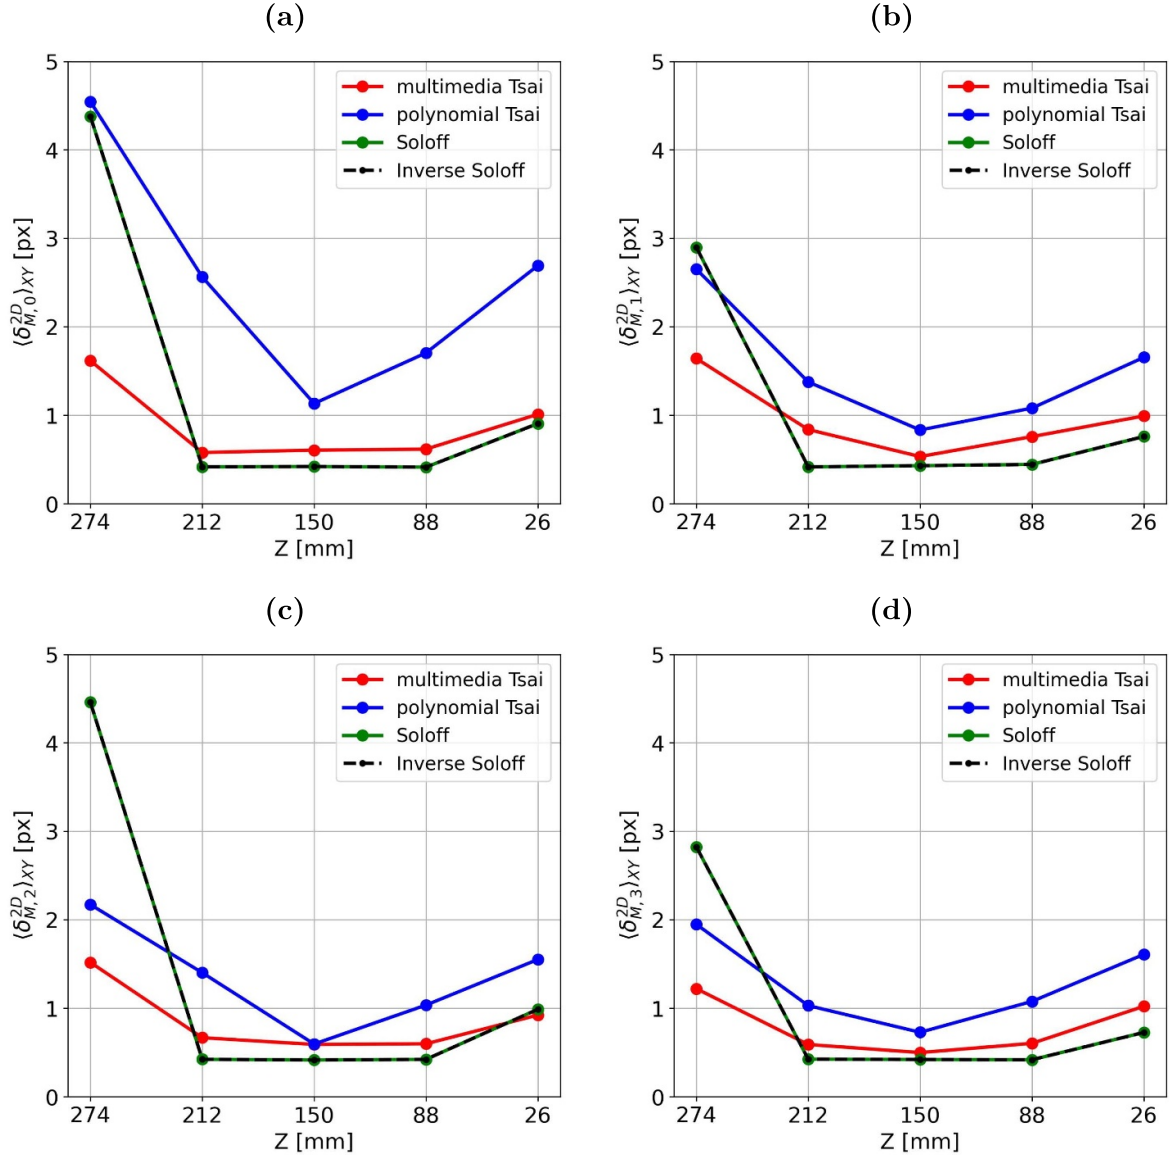 (a)
5
4
3
2
1
0
⟨δ^{2D}_{M,0}⟩_{XY} [px]
multimedia Tsai
polynomial Tsai
Soloff
Inverse Soloff
274 212 150 88 26
Z [mm]
(b)
5
4
3
2
1
0
⟨δ^{2D}_{M,1}⟩_{XY} [px]
multimedia Tsai
polynomial Tsai
Soloff
Inverse Soloff
274 212 150 88 26
Z [mm]
(c)
5
4
3
2
1
0
⟨δ^{2D}_{M,2}⟩_{XY} [px]
multimedia Tsai
polynomial Tsai
Soloff
Inverse Soloff
274 212 150 88 26
Z [mm]
(d)
5
4
3
2
1
0
⟨δ^{2D}_{M,3}⟩_{XY} [px]
multimedia Tsai
polynomial Tsai
Soloff
Inverse Soloff
274 212 150 88 26
Z [mm]